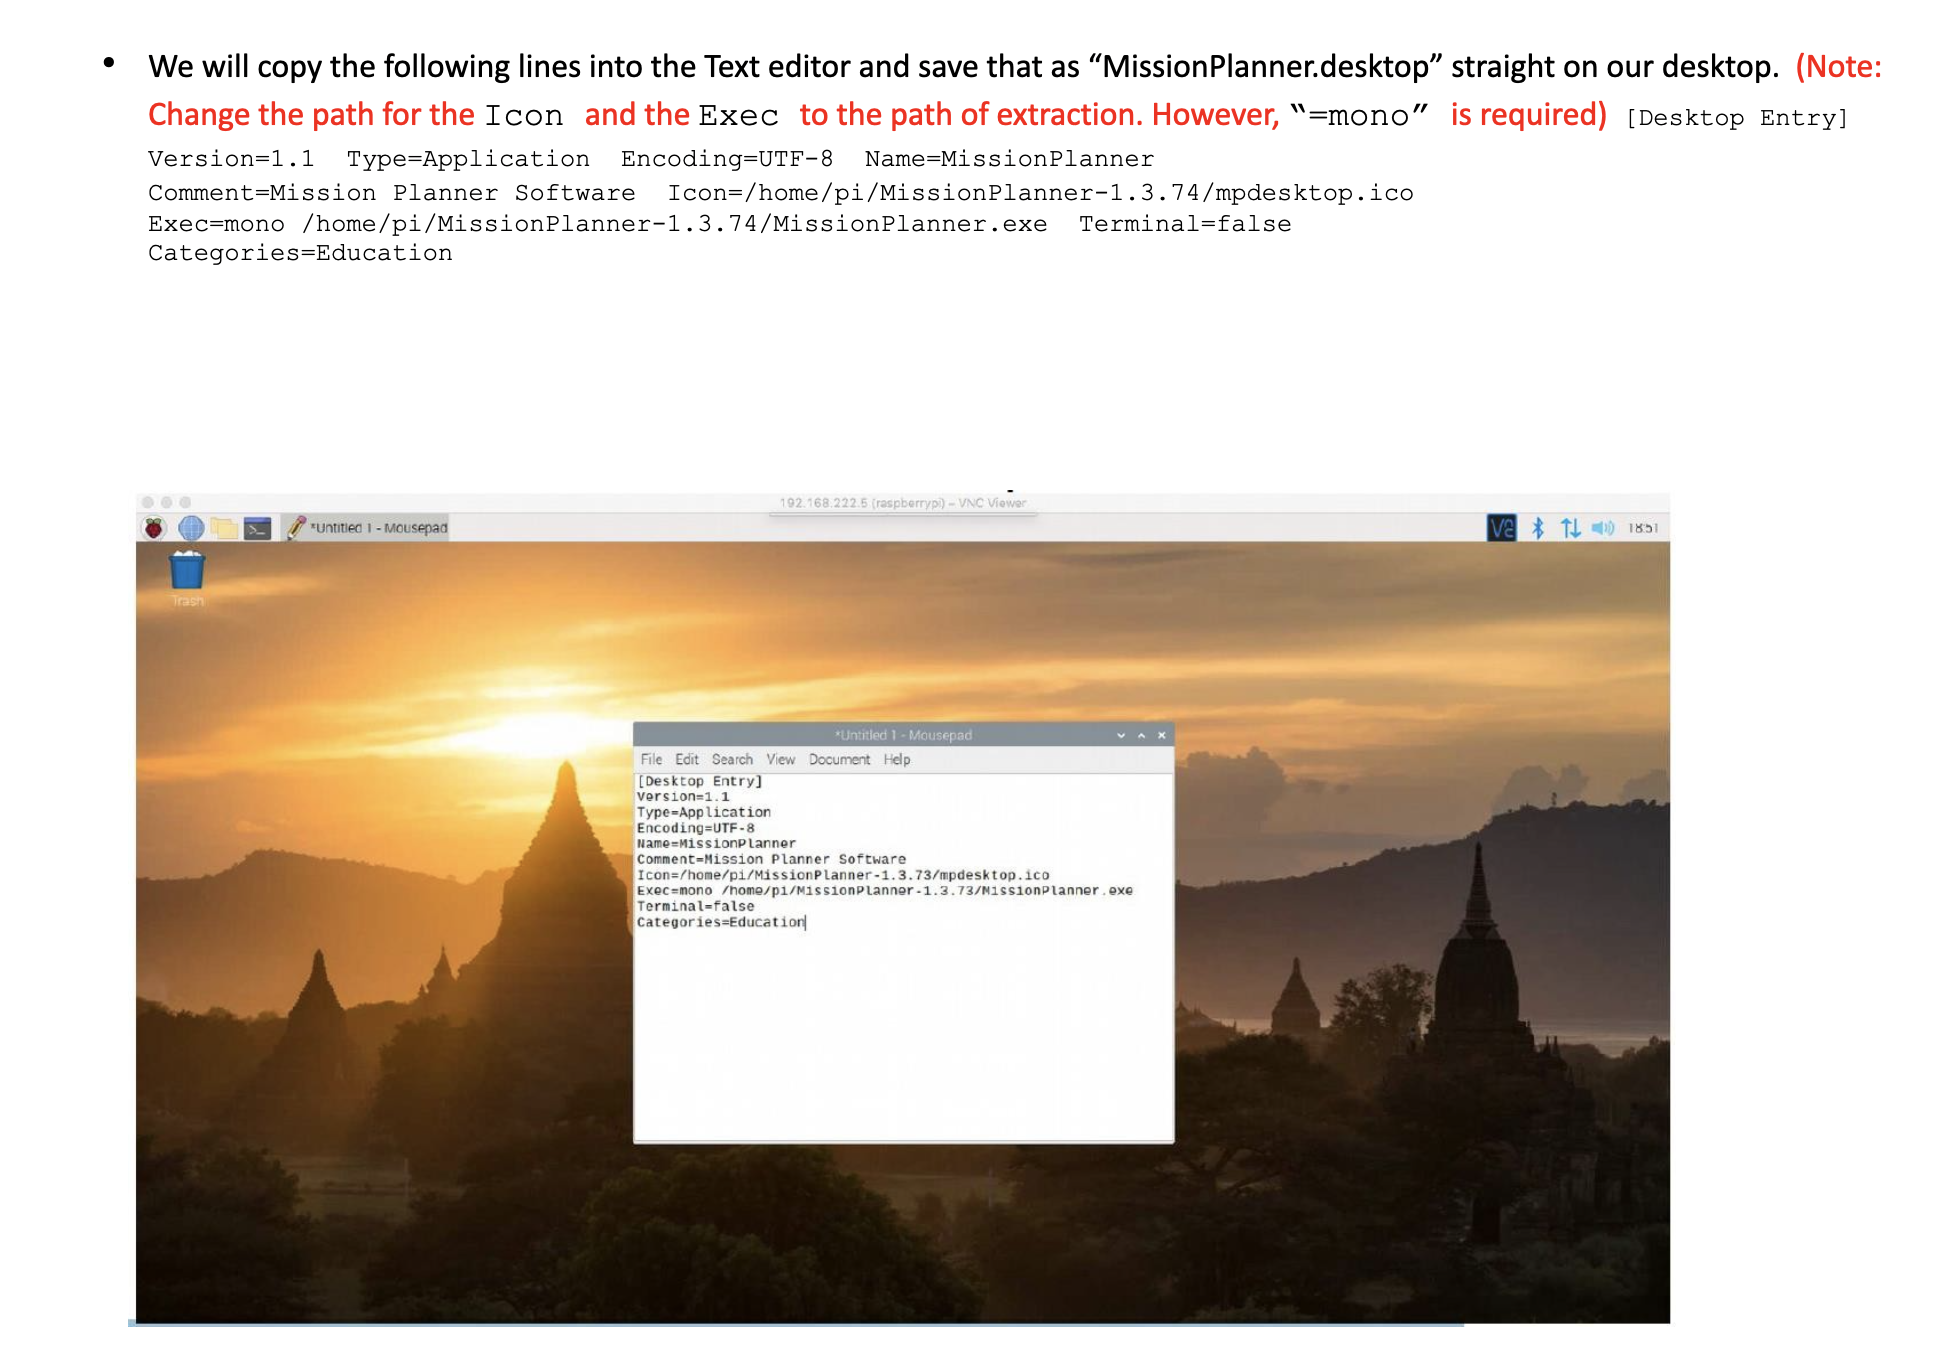 • We will copy the following lines into the Text editor and save that as “MissionPlanner.desktop” straight on our desktop. (Note:
Change the path for the Icon and the Exec to the path of extraction. However, “=mono” is required) [Desktop Entry]
Version=1.1 Type=Application Encoding=UTF-8 Name=MissionPlanner
Comment=Mission Planner Software Icon=/home/pi/MissionPlanner-1.3.74/mpdesktop.ico
Exec=mono /home/pi/MissionPlanner-1.3.74/MissionPlanner.exe Terminal=false
Categories=Education
192.168.222.5 (raspberrypi) – VNC Viewer
*Untitled 1 - Mousepad
18:51
Trash
*Untitled 1 - Mousepad
File Edit Search View Document Help
[Desktop Entry]
Version=1.1
Type=Application
Encoding=UTF-8
Name=MissionPlanner
Comment=Mission Planner Software
Icon=/home/pi/MissionPlanner-1.3.73/mpdesktop.ico
Exec=mono /home/pi/MissionPlanner-1.3.73/MissionPlanner.exe
Terminal=false
Categories=Education